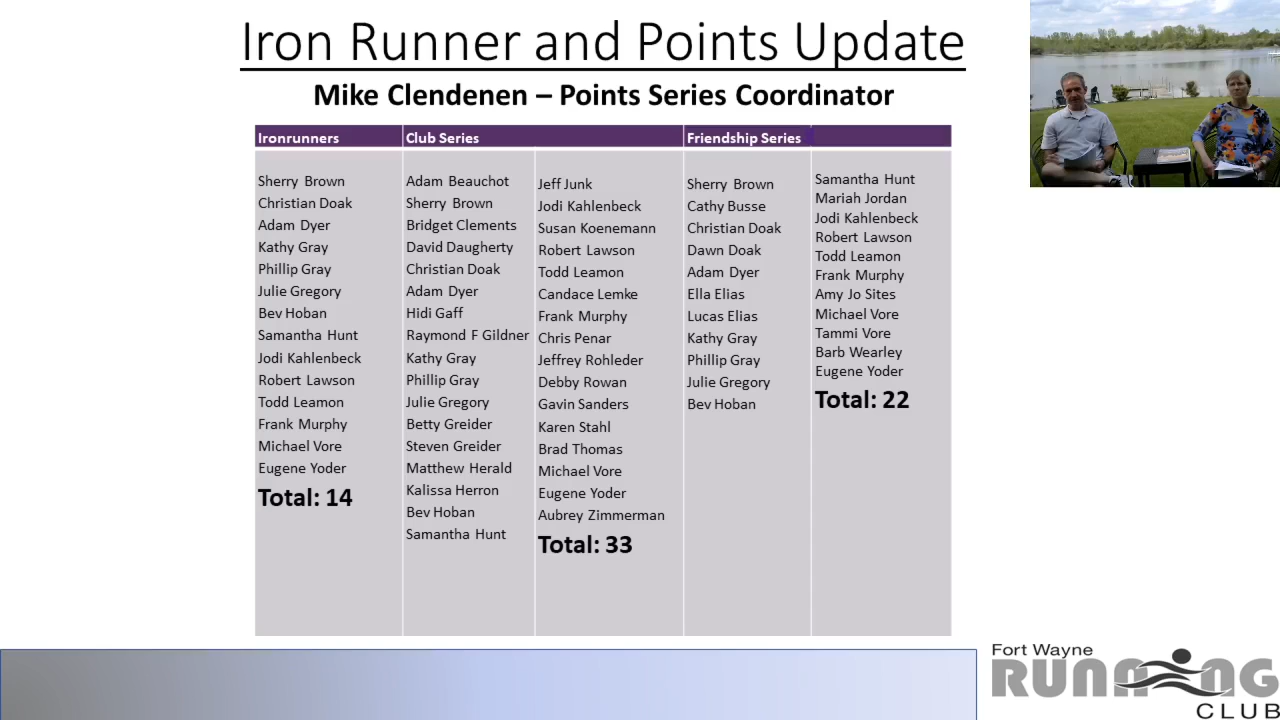 Iron Runner and Points Update
Mike Clendenen – Points Series Coordinator
Ironrunners
Club Series
Friendship Series
Sherry Brown
Christian Doak
Adam Dyer
Kathy Gray
Phillip Gray
Julie Gregory
Bev Hoban
Samantha Hunt
Jodi Kahlenbeck
Robert Lawson
Todd Leamon
Frank Murphy
Michael Vore
Eugene Yoder
Total: 14
Adam Beauchot
Sherry Brown
Bridget Clements
David Daugherty
Christian Doak
Adam Dyer
Hidi Gaff
Raymond F Gildner
Kathy Gray
Phillip Gray
Julie Gregory
Betty Greider
Steven Greider
Matthew Herald
Kalissa Herron
Bev Hoban
Samantha Hunt
Jeff Junk
Jodi Kahlenbeck
Susan Koenemann
Robert Lawson
Todd Leamon
Candace Lemke
Frank Murphy
Chris Penar
Jeffrey Rohleder
Debby Rowan
Gavin Sanders
Karen Stahl
Brad Thomas
Michael Vore
Eugene Yoder
Aubrey Zimmerman
Total: 33
Sherry Brown
Cathy Busse
Christian Doak
Dawn Doak
Adam Dyer
Ella Elias
Lucas Elias
Kathy Gray
Phillip Gray
Julie Gregory
Bev Hoban
Samantha Hunt
Mariah Jordan
Jodi Kahlenbeck
Robert Lawson
Todd Leamon
Frank Murphy
Amy Jo Sites
Michael Vore
Tammi Vore
Barb Wearley
Eugene Yoder
Total: 22
Fort Wayne
RUNNING
CLUB